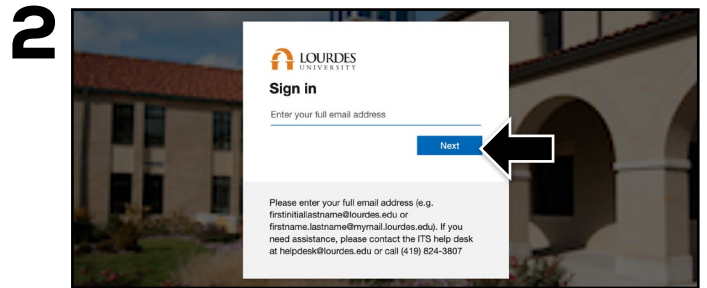 2
LOURDES
UNIVERSITY
Sign in
Enter your full email address
Next
Please enter your full email address (e.g.
firstinitiallastname@lourdes.edu or
firstname.lastname@mymail.lourdes.edu). If you
need assistance, please contact the ITS help desk
at helpdesk@lourdes.edu or call (419) 824-3807